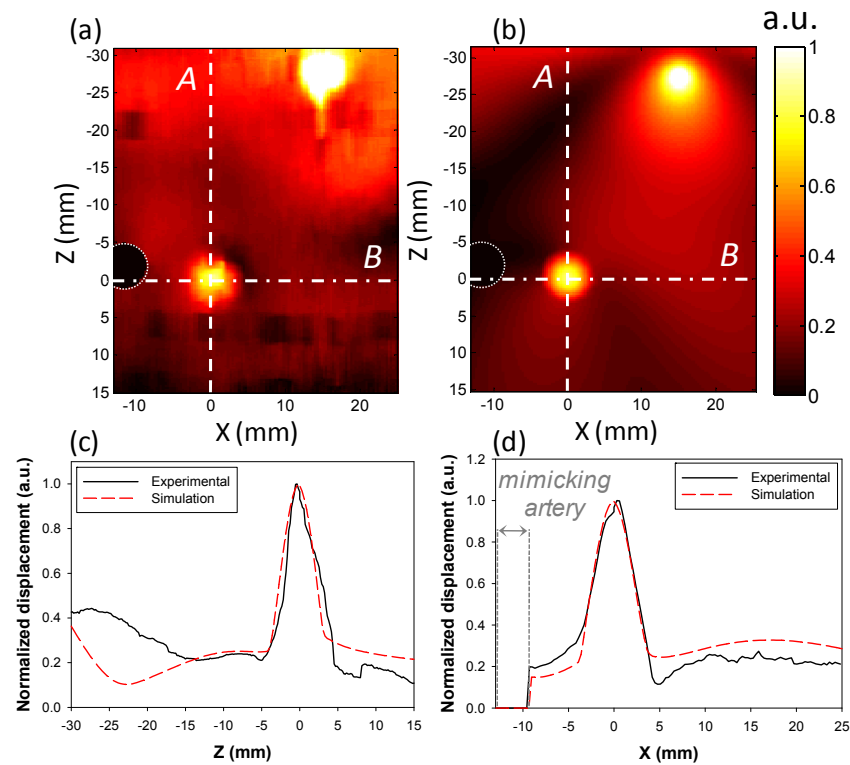 (a)
(b)
a.u.
A
B
-30
-25
-20
-15
-10
-5
0
5
10
15
Z (mm)
-10
0
10
20
X (mm)
A
B
-30
-25
-20
-15
-10
-5
0
5
10
15
Z (mm)
-10
0
10
20
X (mm)
1
0.8
0.6
0.4
0.2
0
(c)
Experimental
Simulation
1.0
0.8
0.6
0.4
0.2
0.0
Normalized displacement (a.u.)
-30 -25 -20 -15 -10 -5 0 5 10 15
Z (mm)
(d)
mimicking
artery
Experimental
Simulation
1.2
1.0
0.8
0.6
0.4
0.2
0.0
Normalized displacement (a.u.)
-10 -5 0 5 10 15 20 25
X (mm)